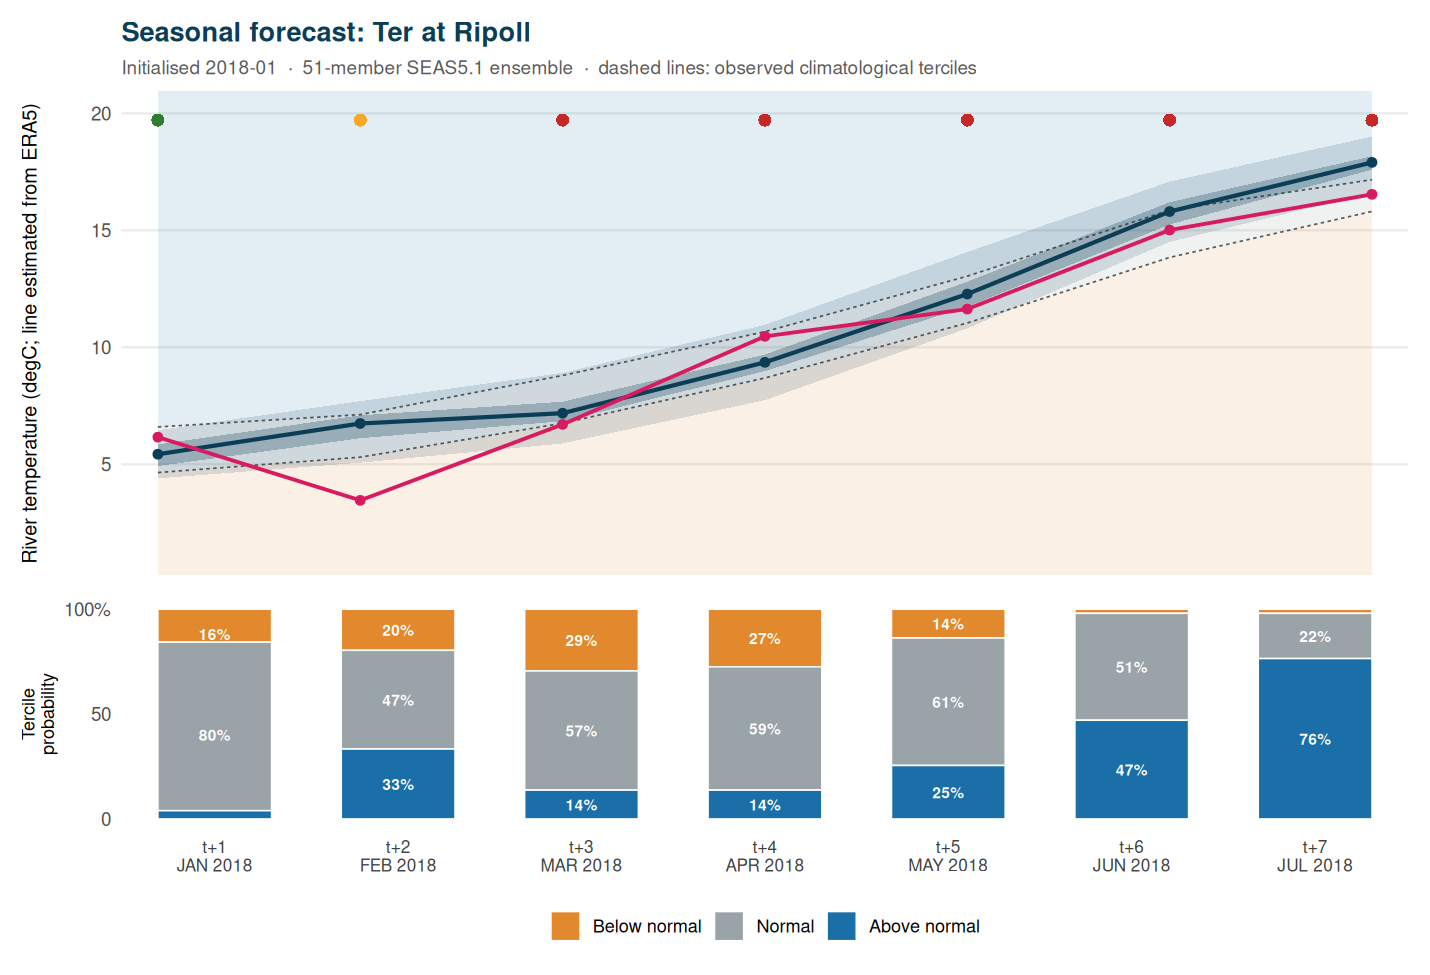 Seasonal forecast: Ter at Ripoll
Initialised 2018-01 · 51-member SEAS5.1 ensemble · dashed lines: observed climatological terciles
River temperature (degC; line estimated from ERA5)
20
15
10
5
Tercile
probability
100%
50
0
16%
80%
20%
47%
33%
29%
57%
14%
27%
59%
14%
14%
61%
25%
51%
47%
22%
76%
t+1
JAN 2018
t+2
FEB 2018
t+3
MAR 2018
t+4
APR 2018
t+5
MAY 2018
t+6
JUN 2018
t+7
JUL 2018
Below normal
Normal
Above normal